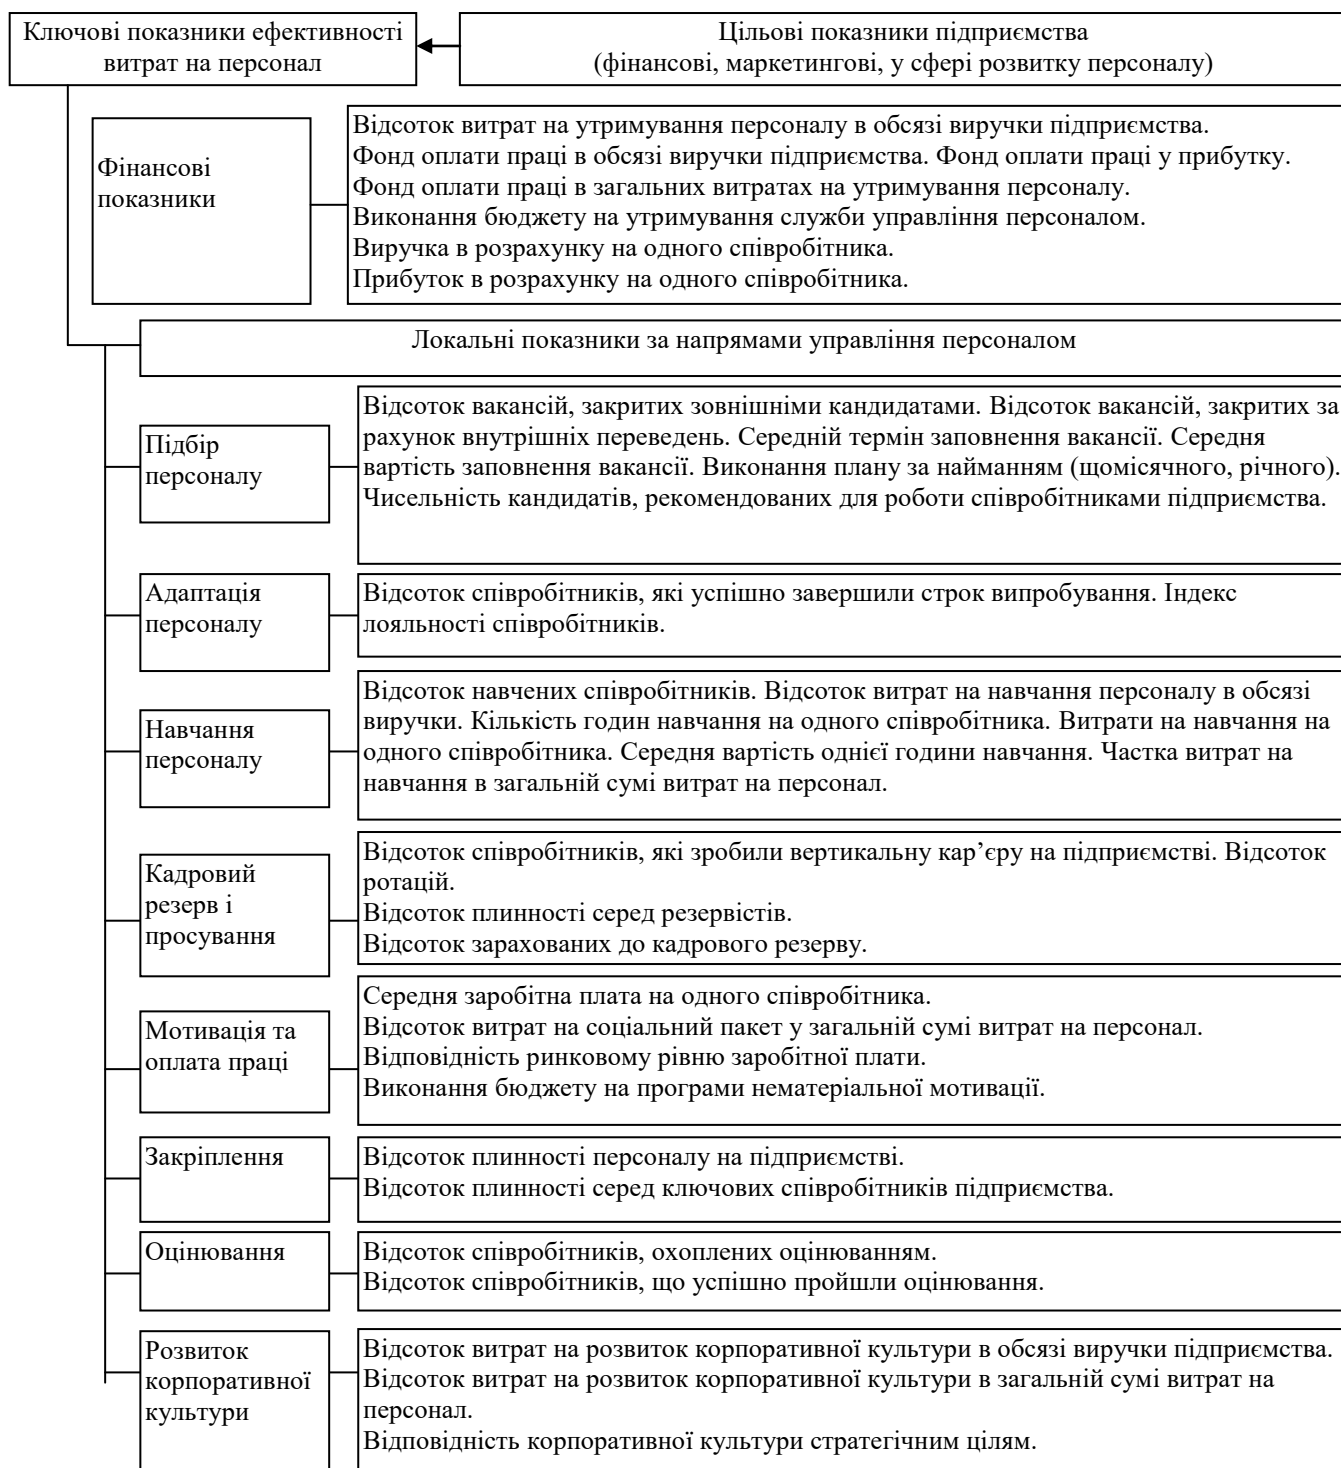 Ключові показники ефективності
витрат на персонал
Цільові показники підприємства
(фінансові, маркетингові, у сфері розвитку персоналу)
Фінансові
показники
Відсоток витрат на утримування персоналу в обсязі виручки підприємства.
Фонд оплати праці в обсязі виручки підприємства. Фонд оплати праці у прибутку.
Фонд оплати праці в загальних витратах на утримування персоналу.
Виконання бюджету на утримування служби управління персоналом.
Виручка в розрахунку на одного співробітника.
Прибуток в розрахунку на одного співробітника.
Локальні показники за напрямами управління персоналом
Підбір
персоналу
Відсоток вакансій, закритих зовнішніми кандидатами. Відсоток вакансій, закритих за
рахунок внутрішніх переведень. Середній термін заповнення вакансії. Середня
вартість заповнення вакансії. Виконання плану за найманням (щомісячного, річного).
Чисельність кандидатів, рекомендованих для роботи співробітниками підприємства.
Адаптація
персоналу
Відсоток співробітників, які успішно завершили строк випробування. Індекс
лояльності співробітників.
Навчання
персоналу
Відсоток навчених співробітників. Відсоток витрат на навчання персоналу в обсязі
виручки. Кількість годин навчання на одного співробітника. Витрати на навчання на
одного співробітника. Середня вартість однієї години навчання. Частка витрат на
навчання в загальній сумі витрат на персонал.
Кадровий
резерв і
просування
Відсоток співробітників, які зробили вертикальну кар’єру на підприємстві. Відсоток
ротацій.
Відсоток плинності серед резервістів.
Відсоток зарахованих до кадрового резерву.
Мотивація та
оплата праці
Середня заробітна плата на одного співробітника.
Відсоток витрат на соціальний пакет у загальній сумі витрат на персонал.
Відповідність ринковому рівню заробітної плати.
Виконання бюджету на програми нематеріальної мотивації.
Закріплення
Відсоток плинності персоналу на підприємстві.
Відсоток плинності серед ключових співробітників підприємства.
Оцінювання
Відсоток співробітників, охоплених оцінюванням.
Відсоток співробітників, що успішно пройшли оцінювання.
Розвиток
корпоративної
культури
Відсоток витрат на розвиток корпоративної культури в обсязі виручки підприємства.
Відсоток витрат на розвиток корпоративної культури в загальній сумі витрат на
персонал.
Відповідність корпоративної культури стратегічним цілям.